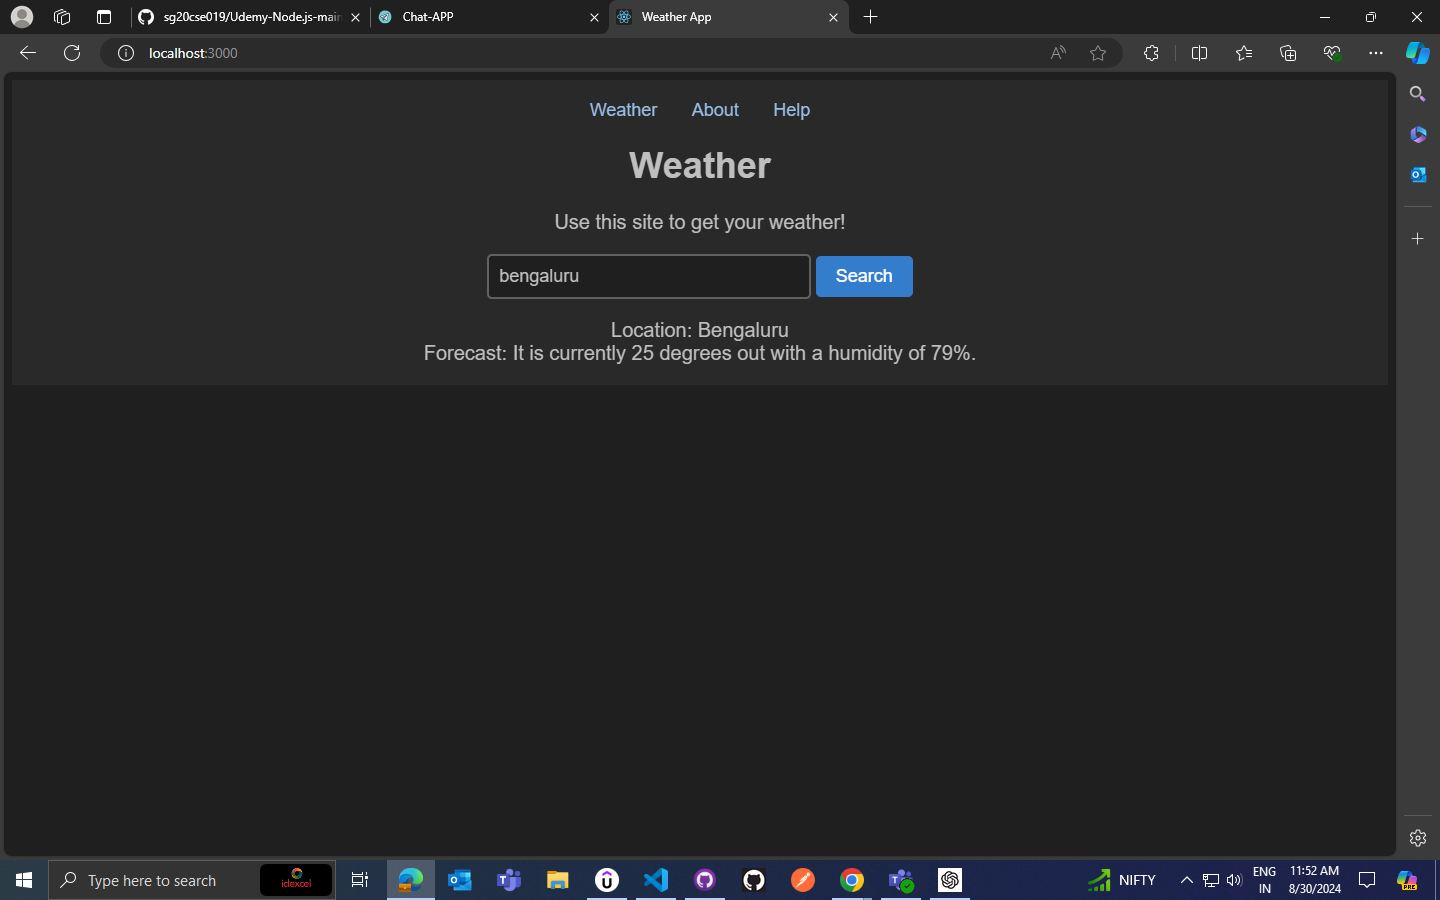 sg20cse019/Udemy-Node.js-main
Chat-APP
Weather App
localhost:3000
Weather About Help
Weather
Use this site to get your weather!
bengaluru
Search
Location: Bengaluru
Forecast: It is currently 25 degrees out with a humidity of 79%.
Type here to search
idexcel
NIFTY
ENG
IN
11:52 AM
8/30/2024
PRE